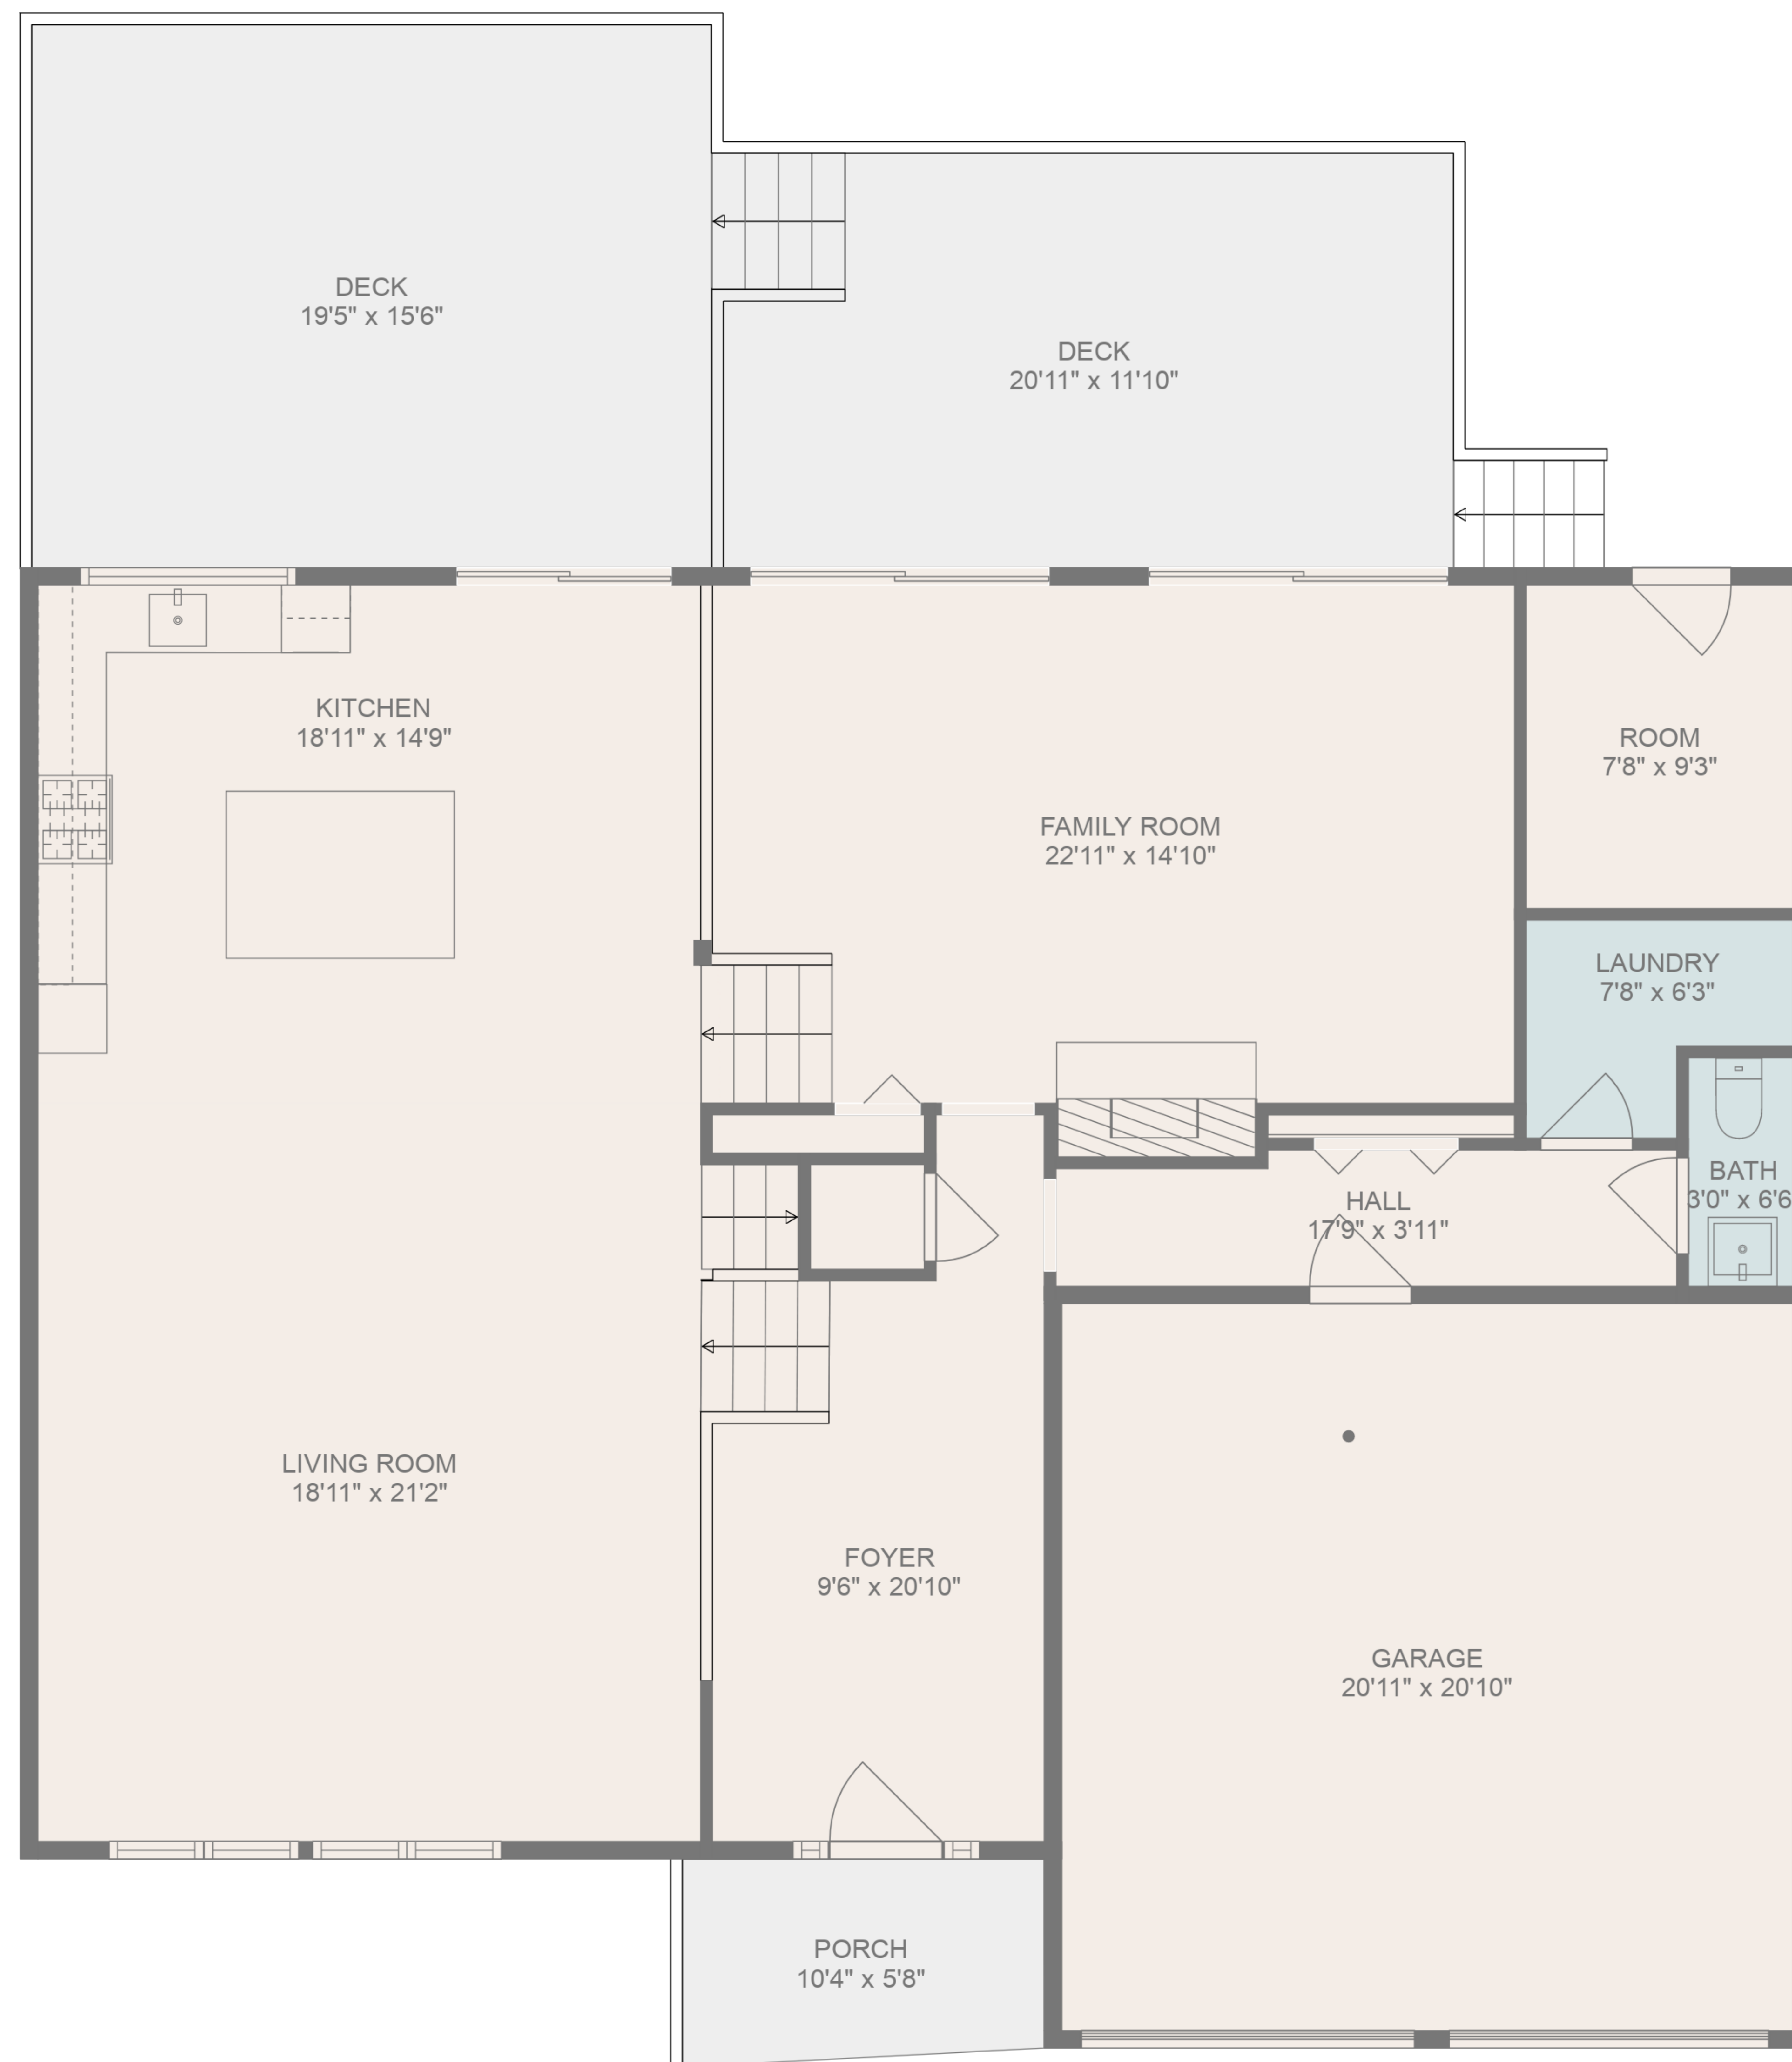 DECK
19'5" x 15'6"
DECK
20'11" x 11'10"
KITCHEN
18'11" x 14'9"
ROOM
7'8" x 9'3"
FAMILY ROOM
22'11" x 14'10"
LAUNDRY
7'8" x 6'3"
BATH
3'0" x 6'6
HALL
17'9" x 3'11"
LIVING ROOM
18'11" x 21'2"
FOYER
9'6" x 20'10"
GARAGE
20'11" x 20'10"
PORCH
10'4" x 5'8"